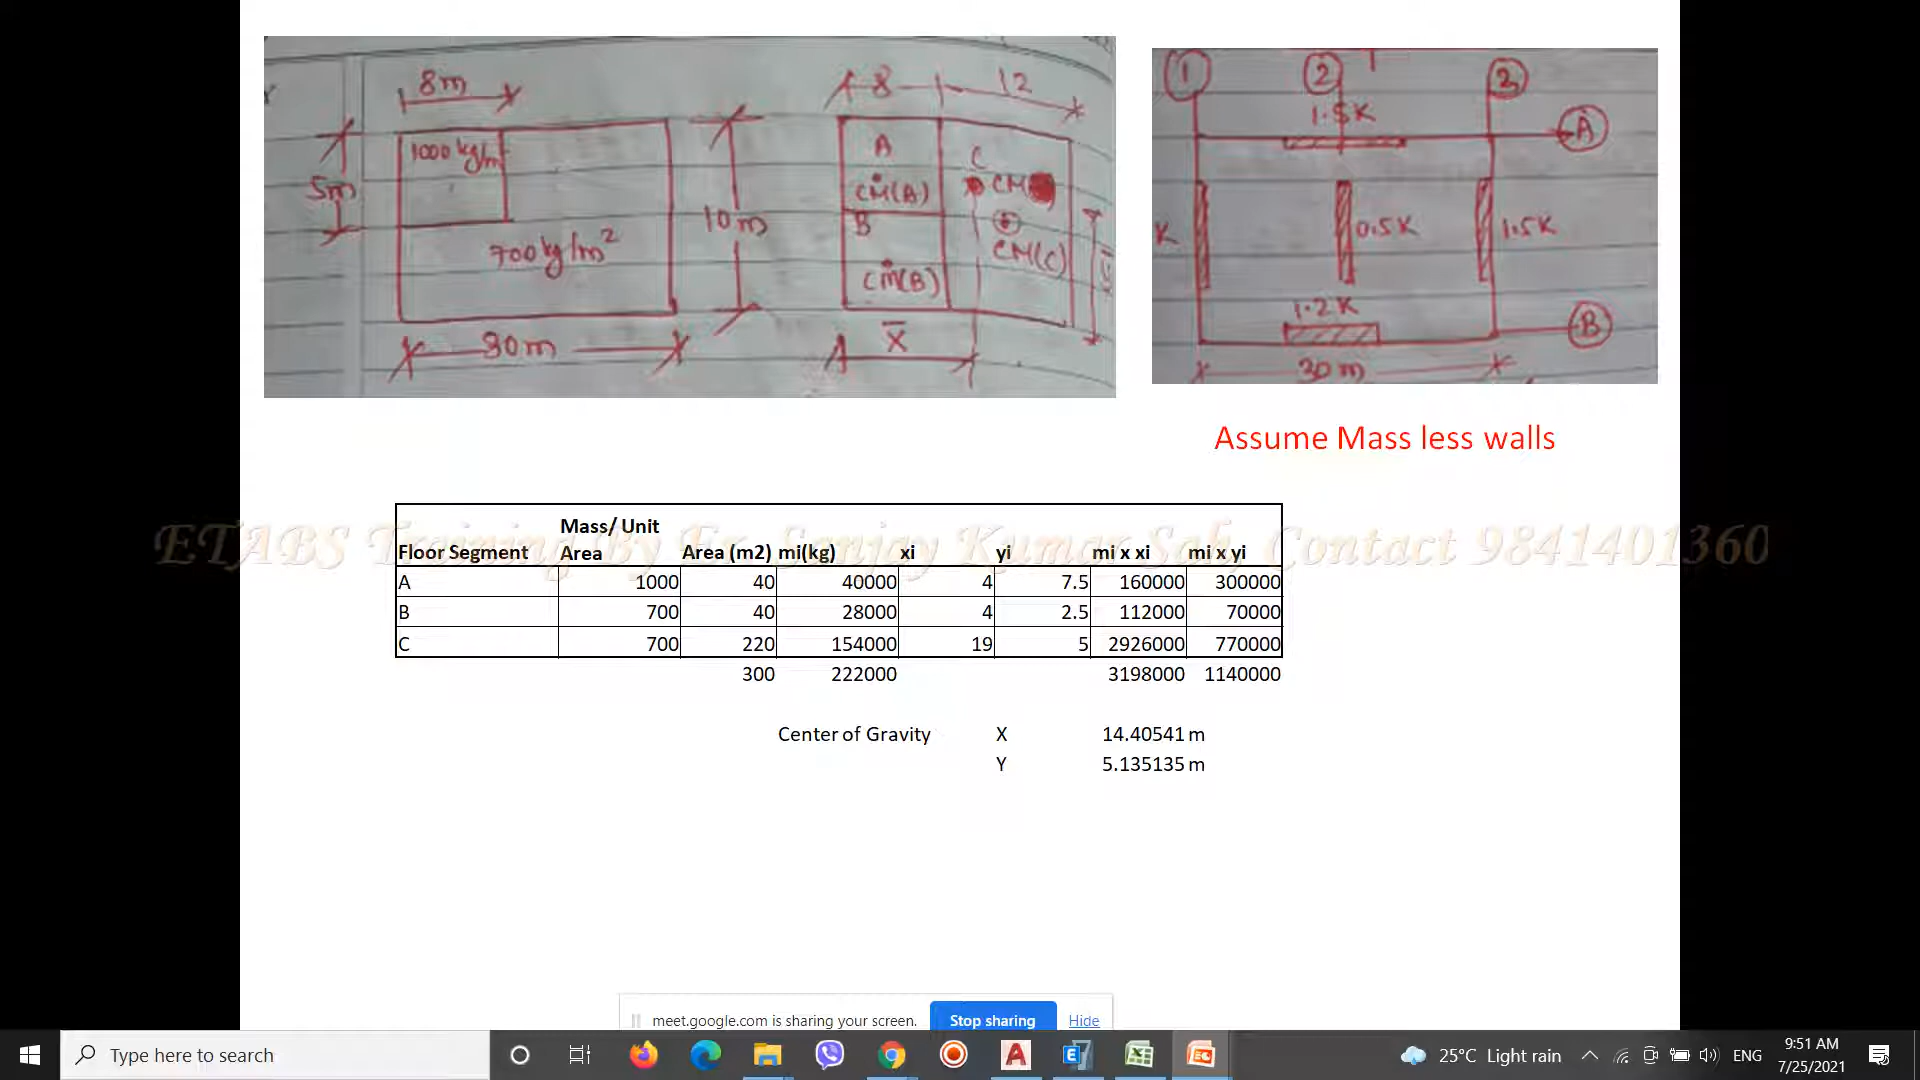 8m
1000 kg/m
5m
700kg/m²
10m
30m
8
12
A
CM(A)
B
CM(B)
C
CM
CM(C)
X̄
1
2
3
1.5K
A
K
0.5K
1.5K
1.2K
B
30m
Assume Mass less walls
ETABS Training By Er. Sanjay Kumar Sah, Contact 9841401360
Floor Segment Mass/ Unit Area Area (m2) mi(kg) xi yi mi x xi mi x yi
A 1000 40 40000 4 7.5 160000 300000
B 700 40 28000 4 2.5 112000 70000
C 700 220 154000 19 5 2926000 770000
300 222000 3198000 1140000
Center of Gravity X 14.40541 m
Y 5.135135 m
meet.google.com is sharing your screen. Stop sharing Hide
Type here to search
25°C Light rain
ENG
9:51 AM
7/25/2021